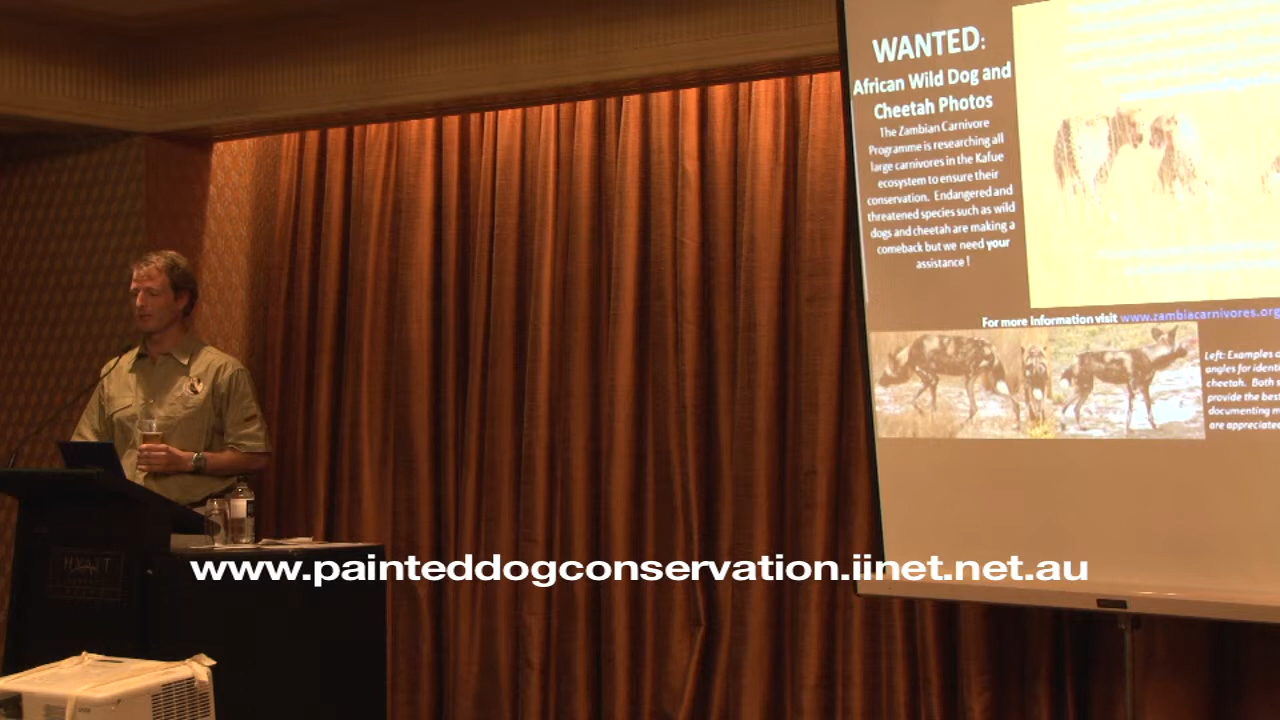 WANTED:
African Wild Dog and
Cheetah Photos
The Zambian Carnivore
Programme is researching all
large carnivores in the Kafue
ecosystem to ensure their
conservation. Endangered and
threatened species such as wild
dogs and cheetah are making a
comeback but we need your
assistance !
For more information visit www.zambiacarnivores.org
Left: Examples
angles for
cheetah. Both
provide the best
documenting
are appreciated
HYATT
www.painteddogconservation.iinet.net.au